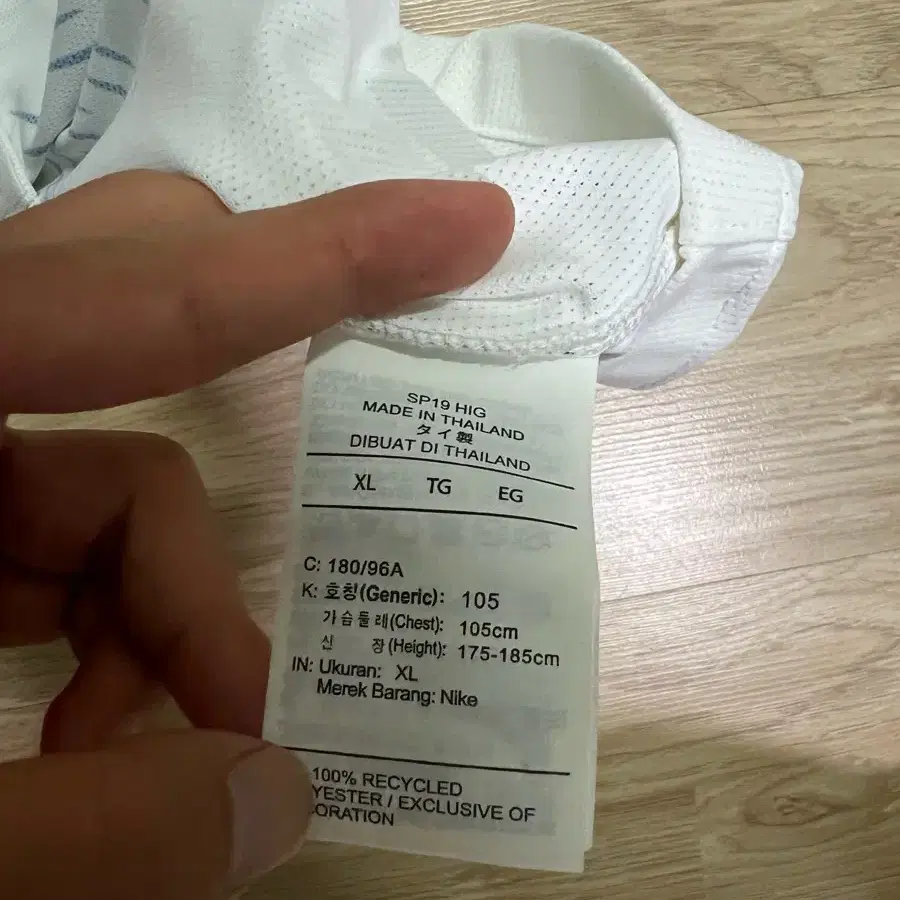 SP19 HIG
MADE IN THAILAND
タイ製
DIBUAT DI THAILAND
XL TG EG
C: 180/96A
K: 호칭(Generic): 105
가슴둘레(Chest): 105cm
신 장(Height): 175-185cm
IN: Ukuran: XL
Merek Barang: Nike
100% RECYCLED
YESTER / EXCLUSIVE OF
ORATION